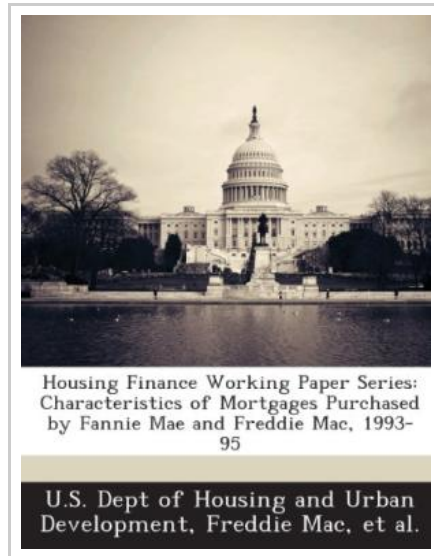 Housing Finance Working Paper Series:
Characteristics of Mortgages Purchased
by Fannie Mae and Freddie Mac, 1993-
95
U.S. Dept of Housing and Urban
Development, Freddie Mac, et al.